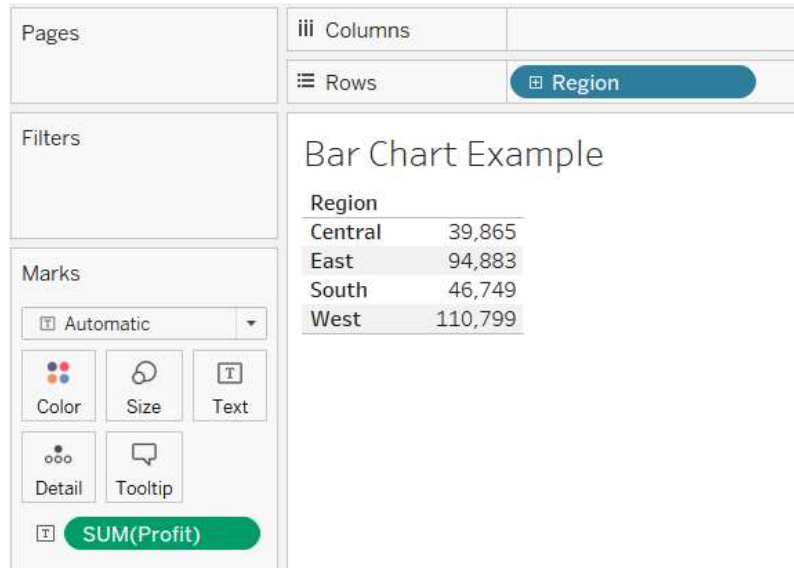 Pages
iii Columns
Rows
Region
Filters
Bar Chart Example
Region
Central 39,865
East 94,883
South 46,749
West 110,799
Marks
T Automatic
T
Color Size Text
Detail Tooltip
T SUM(Profit)